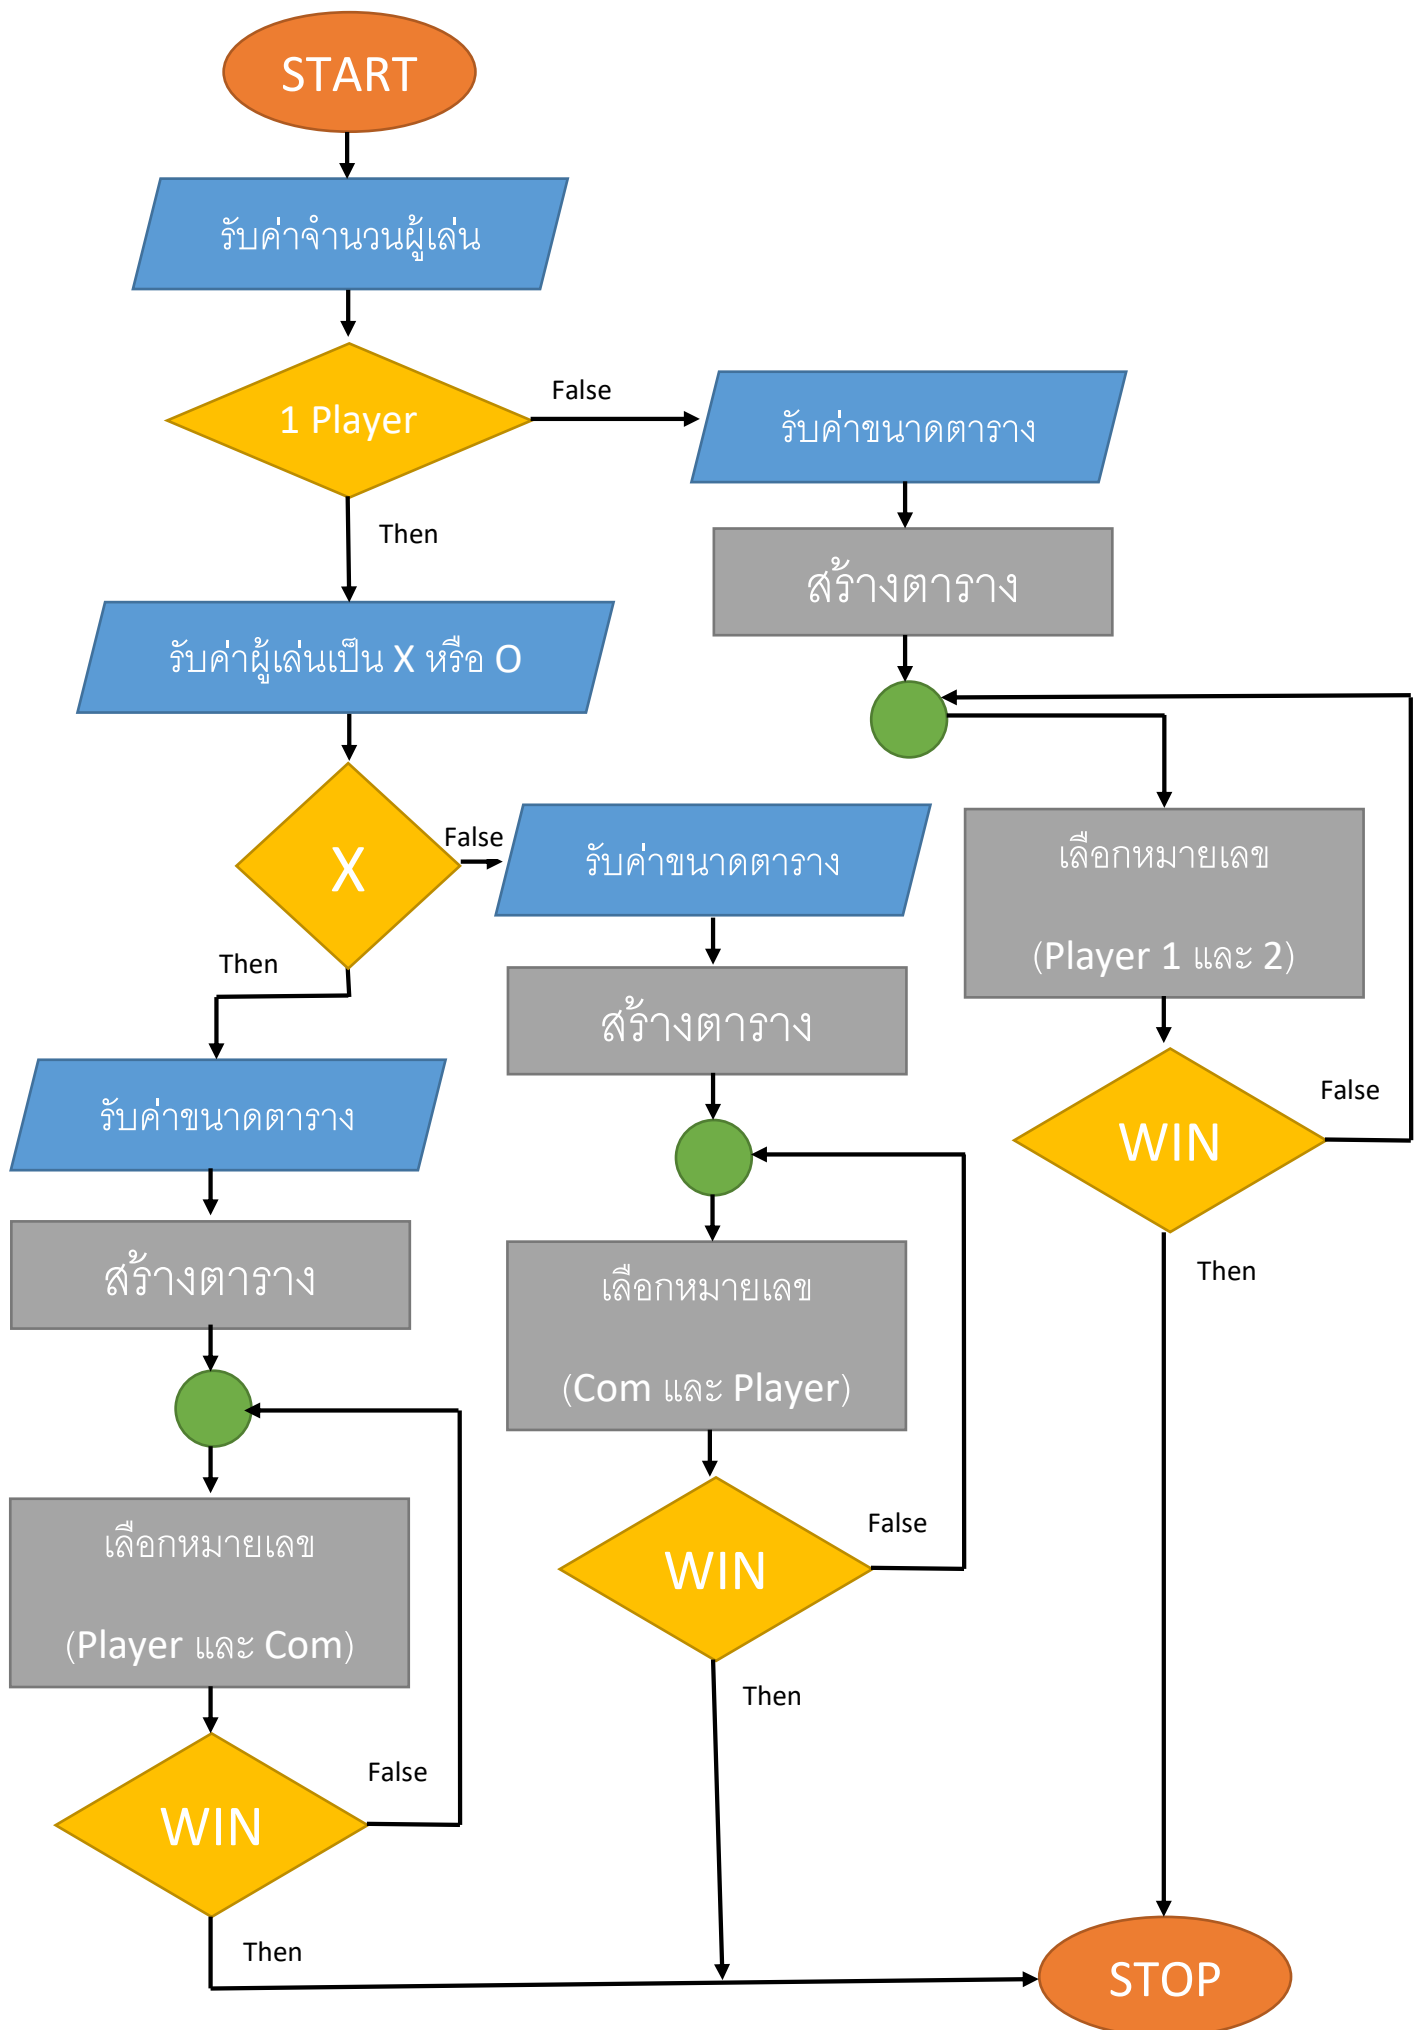 START
รับค่าจำนวนผู้เล่น
1 Player
False
รับค่าขนาดตาราง
Then
สร้างตาราง
รับค่าผู้เล่นเป็น X หรือ O
X
False
รับค่าขนาดตาราง
เลือกหมายเลข
(Player 1 และ 2)
Then
สร้างตาราง
WIN
False
รับค่าขนาดตาราง
Then
สร้างตาราง
เลือกหมายเลข
(Com และ Player)
เลือกหมายเลข
(Player และ Com)
WIN
False
Then
WIN
False
Then
STOP